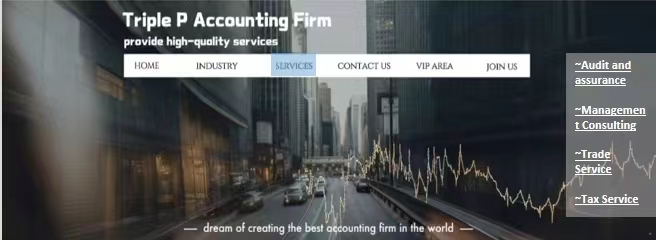 Triple P Accounting Firm
provide high-quality services
HOME INDUSTRY SERVICES CONTACT US VIP AREA JOIN US
~Audit and
assurance
~Managemen
t Consulting
~Trade
Service
~Tax Service
— dream of creating the best accounting firm in the world —